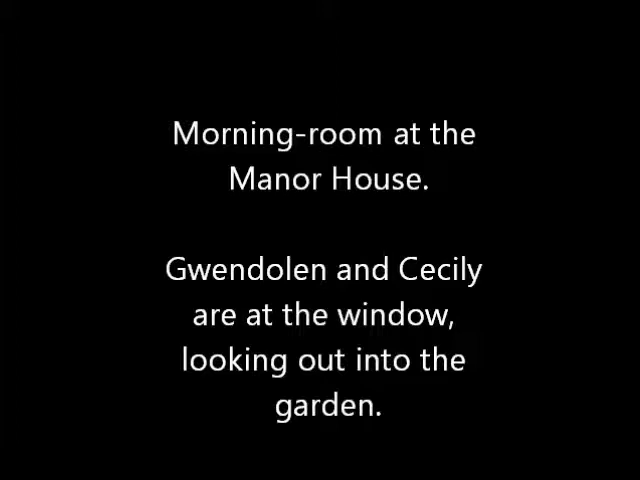 Morning-room at the
Manor House.
Gwendolen and Cecily
are at the window,
looking out into the
garden.